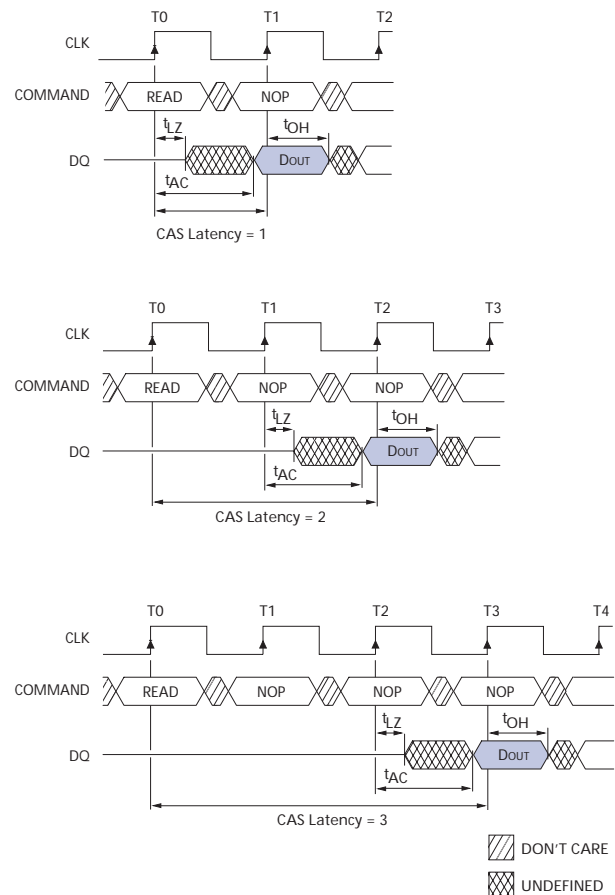 T0 T1 T2
CLK
COMMAND READ NOP
tLZ tOH
DQ DOUT
tAC
CAS Latency = 1
T0 T1 T2 T3
CLK
COMMAND READ NOP NOP
tLZ tOH
DQ DOUT
tAC
CAS Latency = 2
T0 T1 T2 T3 T4
CLK
COMMAND READ NOP NOP NOP
tLZ tOH
DQ DOUT
tAC
CAS Latency = 3
DON'T CARE
UNDEFINED